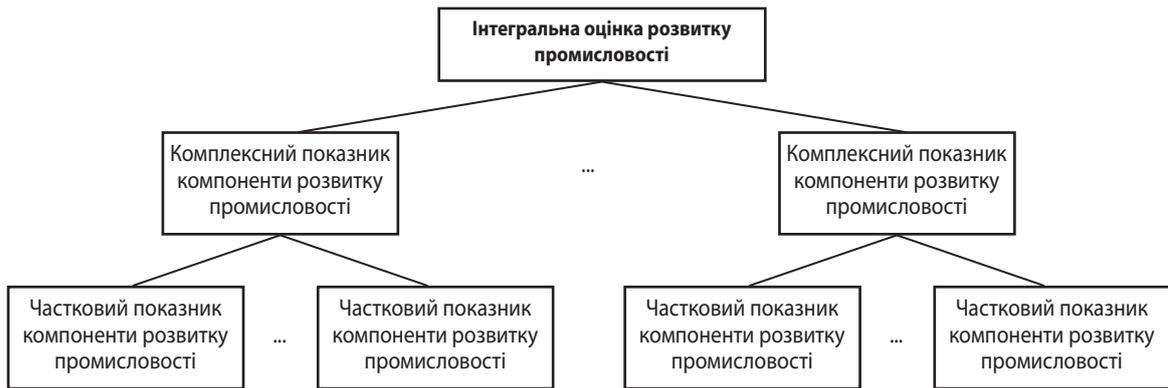 Інтегральна оцінка розвитку
промисловості
Комплексний показник
компоненти розвитку
промисловості
...
Комплексний показник
компоненти розвитку
промисловості
Частковий показник
компоненти розвитку
промисловості
...
Частковий показник
компоненти розвитку
промисловості
Частковий показник
компоненти розвитку
промисловості
...
Частковий показник
компоненти розвитку
промисловості